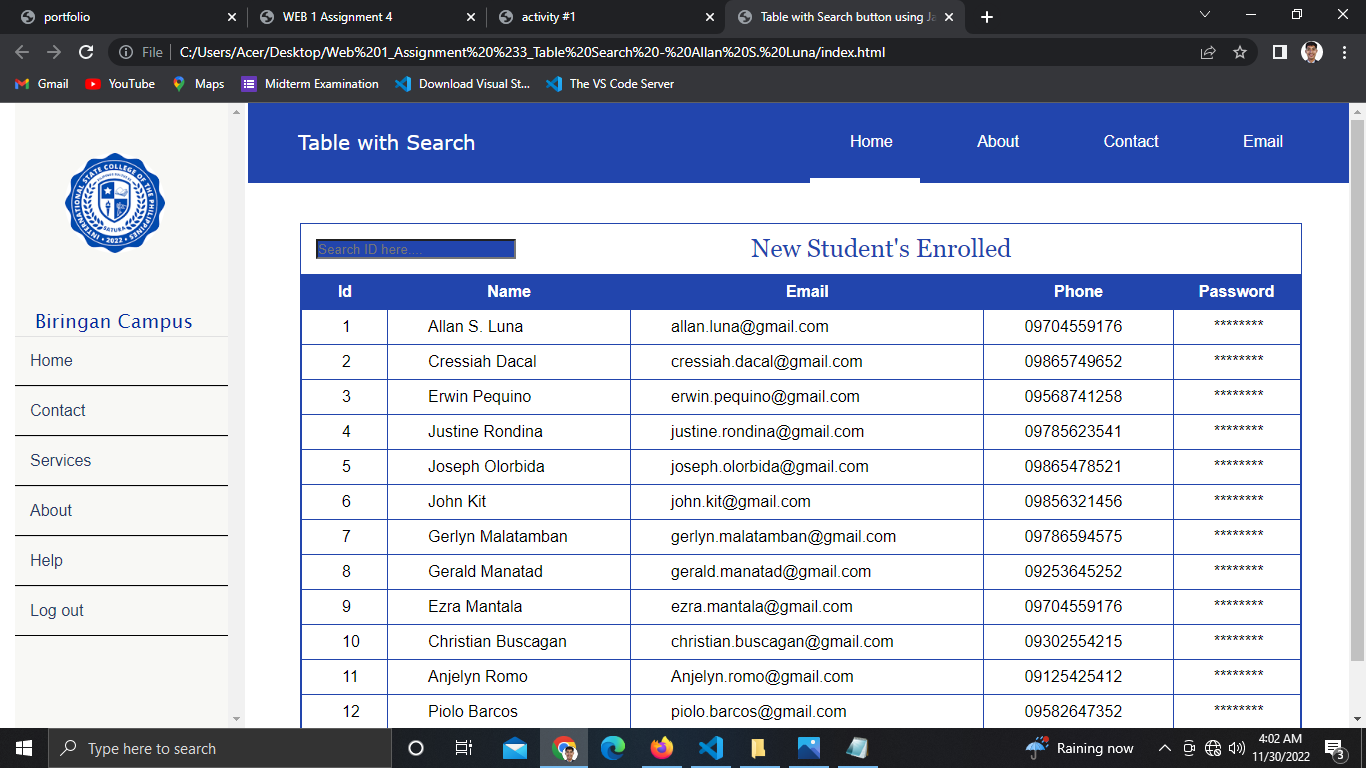 portfolio
WEB 1 Assignment 4
activity #1
Table with Search button using Ja
File
C:/Users/Acer/Desktop/Web%201_Assignment%20%233_Table%20Search%20-%20Allan%20S.%20Luna/index.html
Gmail
YouTube
Maps
Midterm Examination
Download Visual St...
The VS Code Server
INTERNATIONAL STATE COLLEGE OF THE PHILIPPINES
• 2022 •
Biringan Campus
Home
Contact
Services
About
Help
Log out
Table with Search
Home About Contact Email
Search ID here....
New Student's Enrolled
Id Name Email Phone Password
1 Allan S. Luna allan.luna@gmail.com 09704559176 ********
2 Cressiah Dacal cressiah.dacal@gmail.com 09865749652 ********
3 Erwin Pequino erwin.pequino@gmail.com 09568741258 ********
4 Justine Rondina justine.rondina@gmail.com 09785623541 ********
5 Joseph Olorbida joseph.olorbida@gmail.com 09865478521 ********
6 John Kit john.kit@gmail.com 09856321456 ********
7 Gerlyn Malatamban gerlyn.malatamban@gmail.com 09786594575 ********
8 Gerald Manatad gerald.manatad@gmail.com 09253645252 ********
9 Ezra Mantala ezra.mantala@gmail.com 09704559176 ********
10 Christian Buscagan christian.buscagan@gmail.com 09302554215 ********
11 Anjelyn Romo Anjelyn.romo@gmail.com 09125425412 ********
12 Piolo Barcos piolo.barcos@gmail.com 09582647352 ********
Type here to search
Raining now
4:02 AM
11/30/2022
3